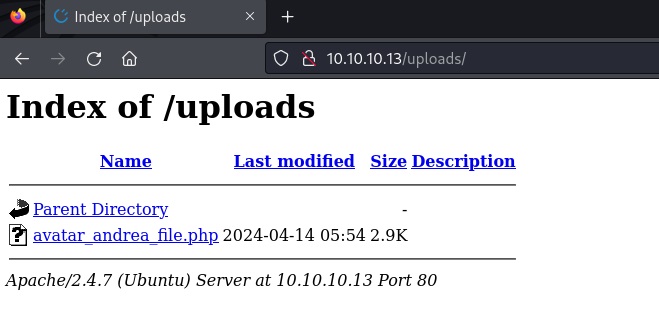 Index of /uploads
10.10.10.13/uploads/
Index of /uploads
Name Last modified Size Description
Parent Directory -
avatar_andrea_file.php 2024-04-14 05:54 2.9K
Apache/2.4.7 (Ubuntu) Server at 10.10.10.13 Port 80